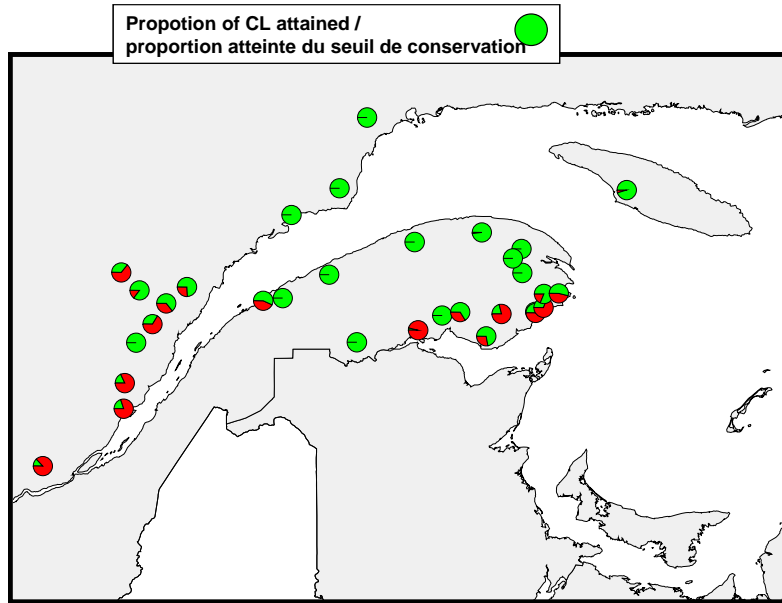 Propotion of CL attained /
proportion atteinte du seuil de conservation